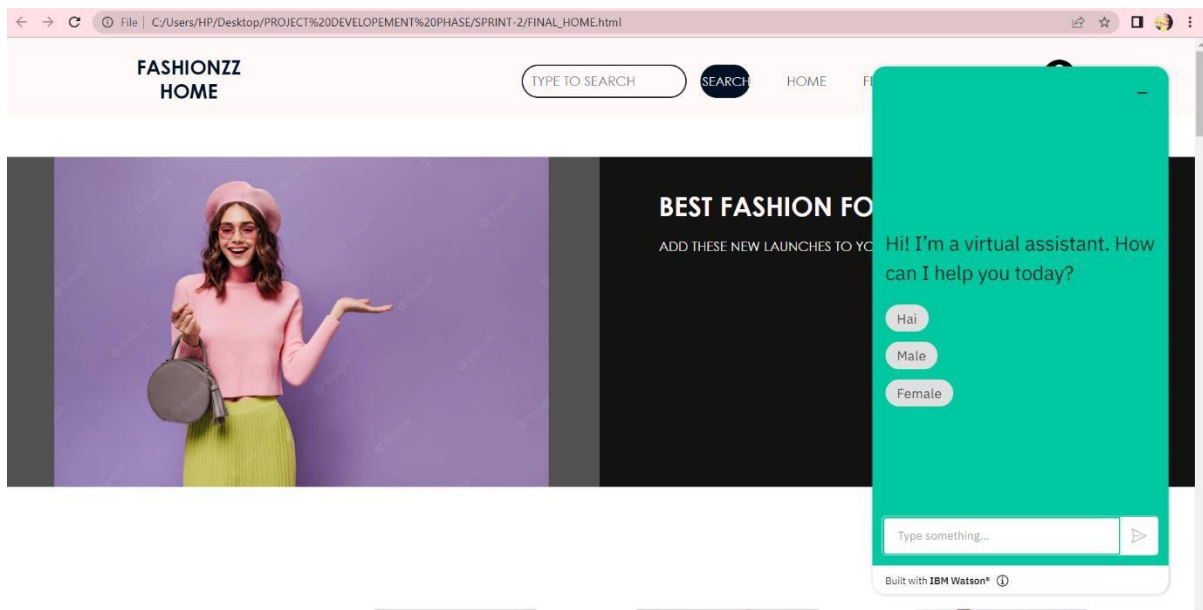 File | C:/Users/HP/Desktop/PROJECT%20DEVELOPEMENT%20PHASE/SPRINT-2/FINAL_HOME.html
FASHIONZZ
HOME
TYPE TO SEARCH
SEARCH
HOME
BEST FASHION FO
ADD THESE NEW LAUNCHES TO YO
Hi! I'm a virtual assistant. How
can I help you today?
Hai
Male
Female
Type something...
Built with IBM Watson®